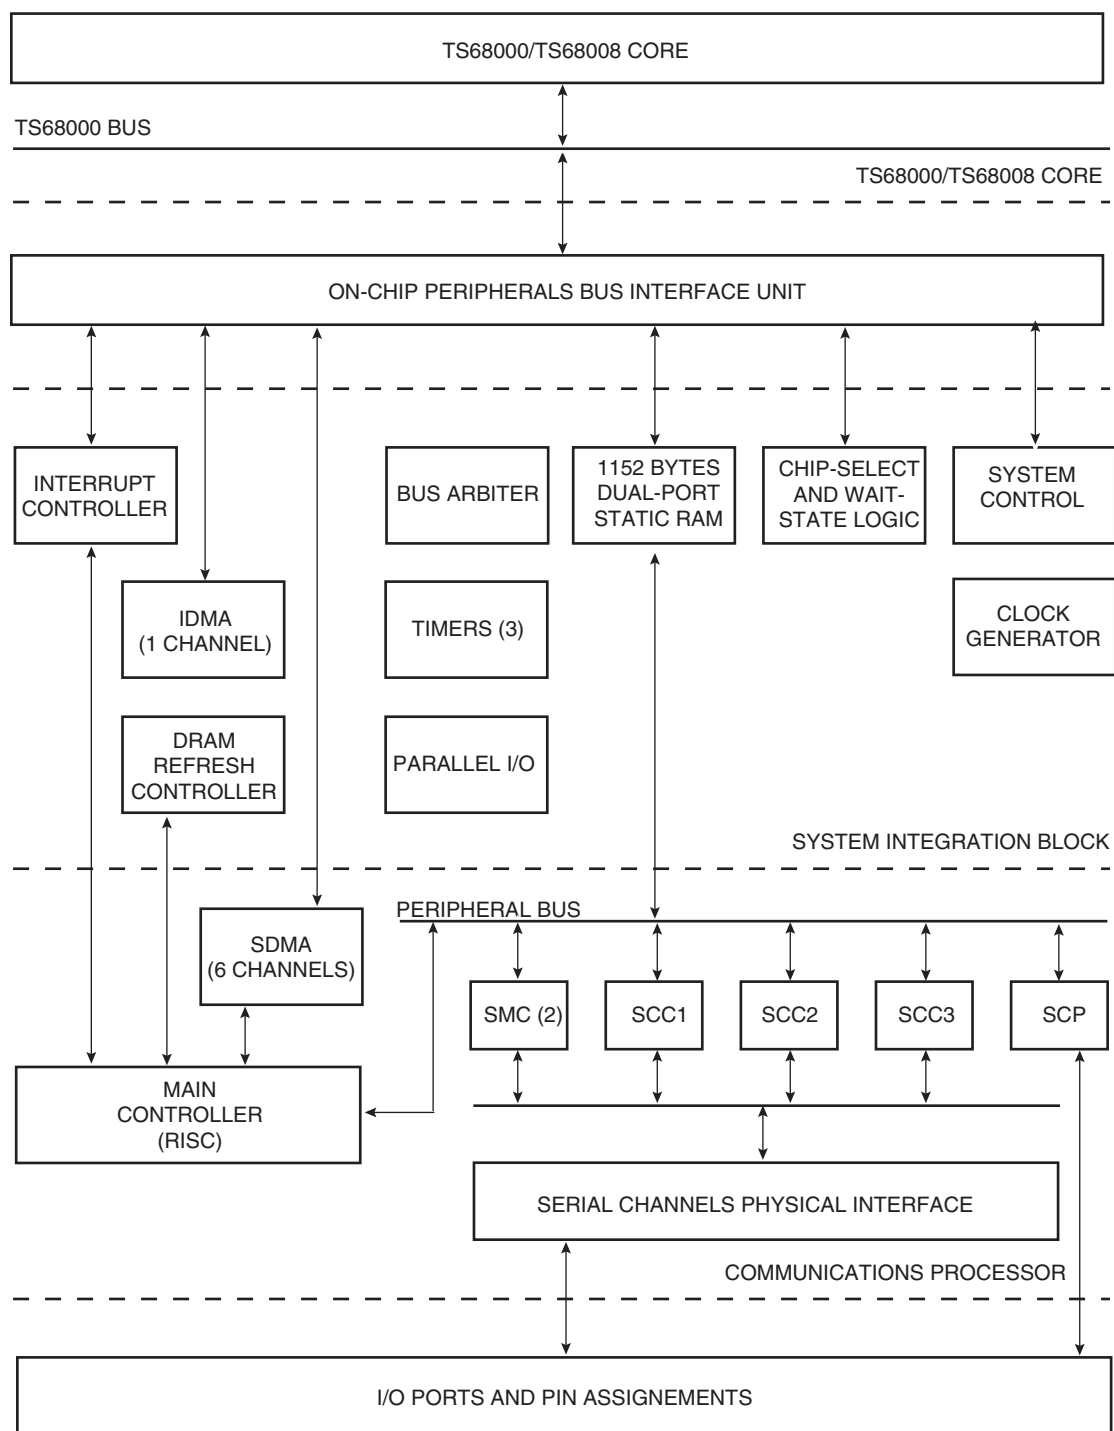 TS68000/TS68008 CORE
TS68000 BUS
TS68000/TS68008 CORE
ON-CHIP PERIPHERALS BUS INTERFACE UNIT
INTERRUPT
CONTROLLER
BUS ARBITER
1152 BYTES
DUAL-PORT
STATIC RAM
CHIP-SELECT
AND WAIT-
STATE LOGIC
SYSTEM
CONTROL
IDMA
(1 CHANNEL)
TIMERS (3)
CLOCK
GENERATOR
DRAM
REFRESH
CONTROLLER
PARALLEL I/O
SYSTEM INTEGRATION BLOCK
PERIPHERAL BUS
SDMA
(6 CHANNELS)
SMC (2)
SCC1
SCC2
SCC3
SCP
MAIN
CONTROLLER
(RISC)
SERIAL CHANNELS PHYSICAL INTERFACE
COMMUNICATIONS PROCESSOR
I/O PORTS AND PIN ASSIGNEMENTS